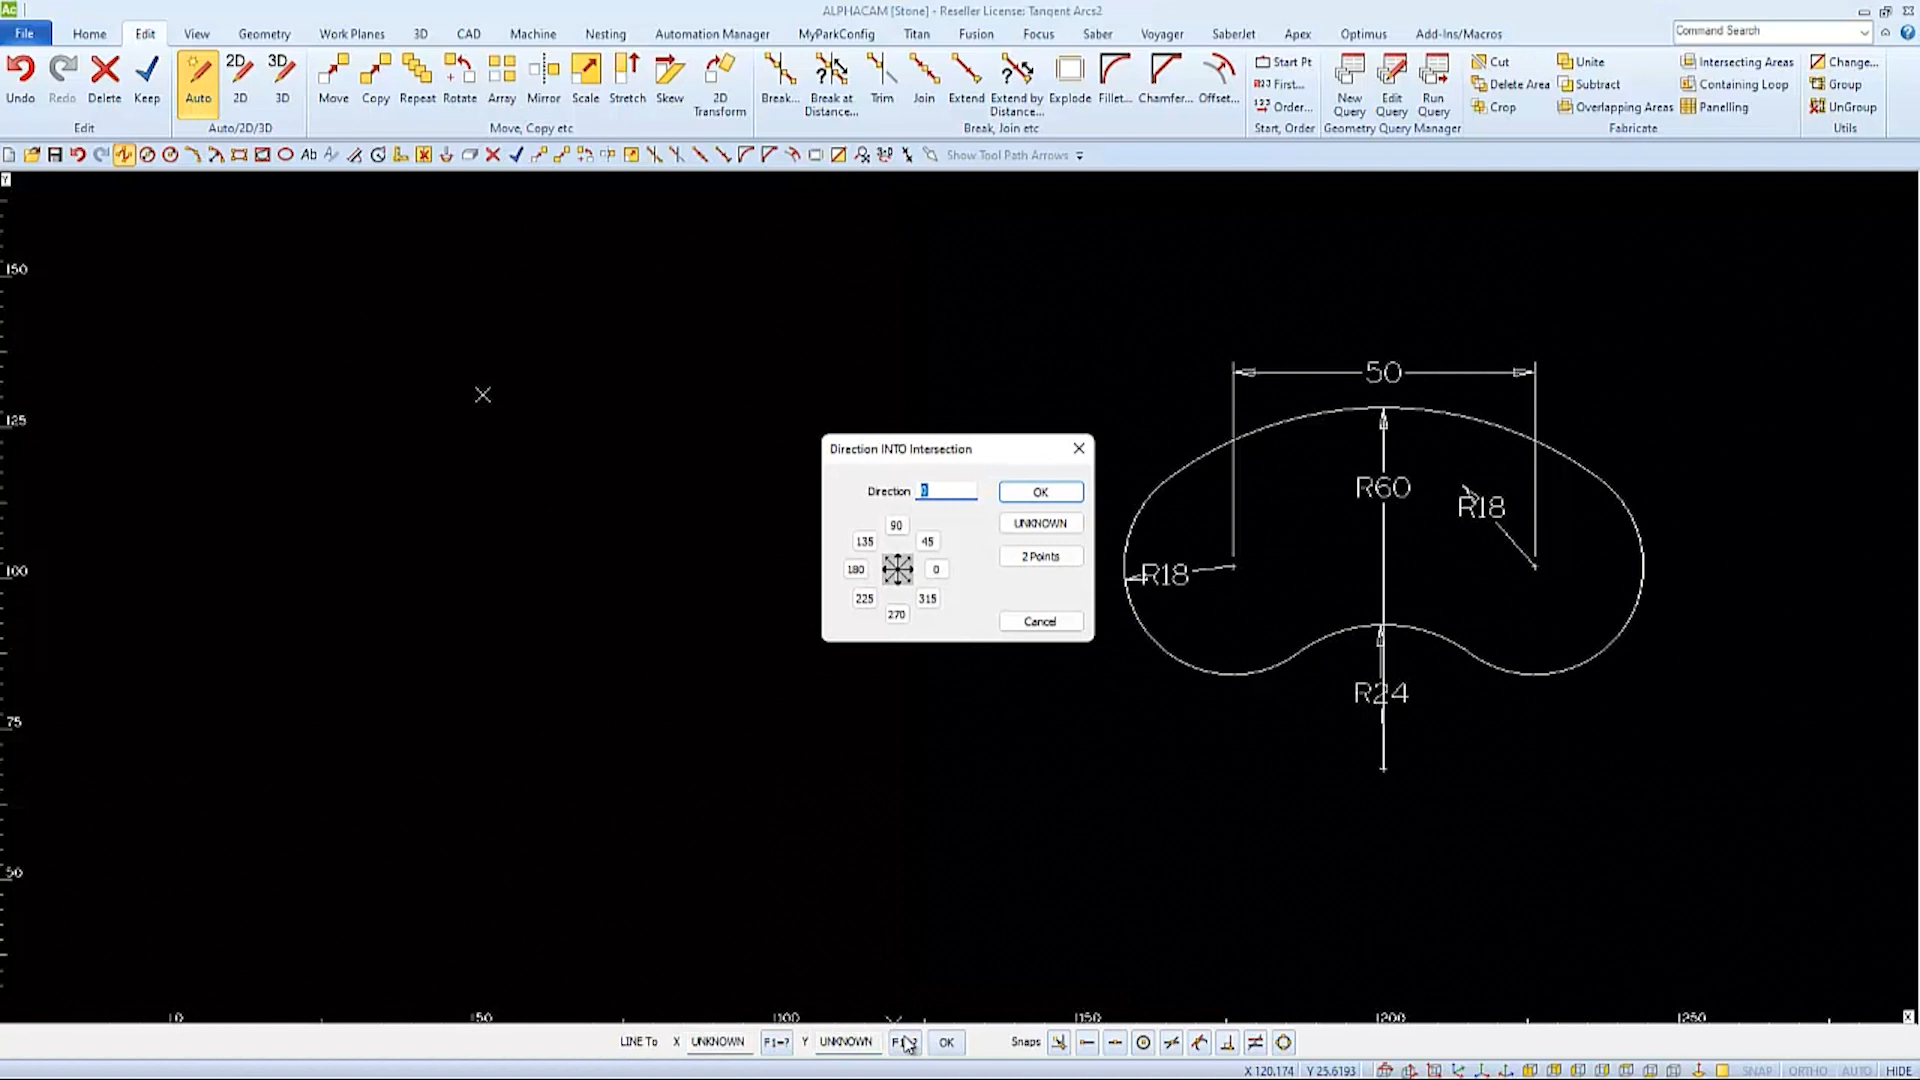 Ac
ALPHACAM [Stone] - Reseller License: Tangent Arcs2
File Home Edit View Geometry Work Planes 3D CAD Machine Nesting Automation Manager MyParkConfig Titan Fusion Focus Saber Voyager SaberJet Apex Optimus Add-Ins/Macros Command Search
Undo Redo Delete Keep
Edit
Auto 2D 3D
Auto/2D/3D
Move Copy Repeat Rotate Array Mirror Scale Stretch Skew 2D Transform
Move, Copy etc
Break... Break at Distance... Trim Join Extend Extend by Distance... Explode Fillet... Chamfer... Offset...
Break, Join etc
Start Pt
First...
Order...
Start, Order
New Query Edit Query Run Query
Geometry Query Manager
Cut Unite Intersecting Areas
Delete Area Subtract Containing Loop
Crop Overlapping Areas Panelling
Fabricate
Change...
Group
UnGroup
Utils
Show Tool Path Arrows
Y
150
125
100
75
50
50
R60
R18
R18
R24
Direction INTO Intersection
Direction 0
OK
UNKNOWN
2 Points
Cancel
90
135 45
180 0
225 315
270
0 50 100 150 200 250 X
LINE To X UNKNOWN F1=? Y UNKNOWN OK Snaps
X 120.174 Y 25.6193 SNAP ORTHO AUTO HIDE